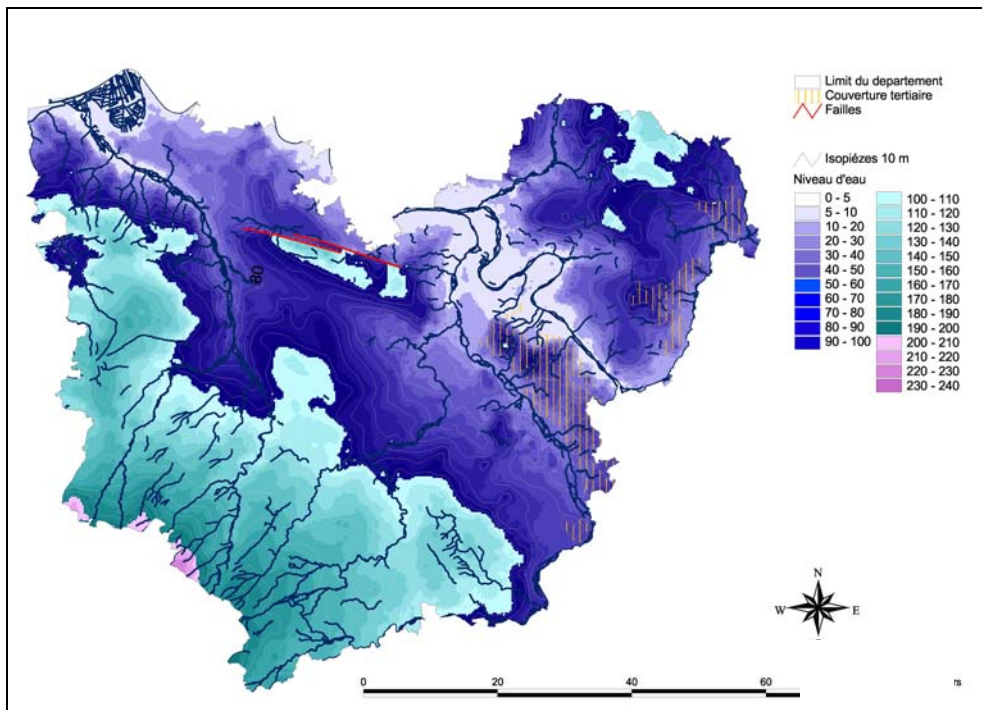 Limit du departement
Couverture tertiaire
Failles
Isopiézes 10 m
Niveau d'eau
0 - 5
5 - 10
10 - 20
20 - 30
30 - 40
40 - 50
50 - 60
60 - 70
70 - 80
80 - 90
90 - 100
100 - 110
110 - 120
120 - 130
130 - 140
140 - 150
150 - 160
160 - 170
170 - 180
180 - 190
190 - 200
200 - 210
210 - 220
220 - 230
230 - 240
80
N
W E
S
0 20 40 60 rs